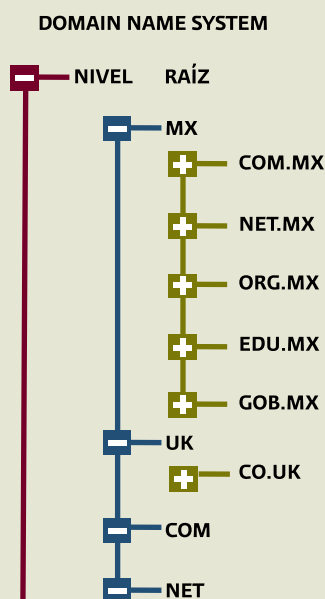 DOMAIN NAME SYSTEM
NIVEL RAÍZ
MX
COM.MX
NET.MX
ORG.MX
EDU.MX
GOB.MX
UK
CO.UK
COM
NET